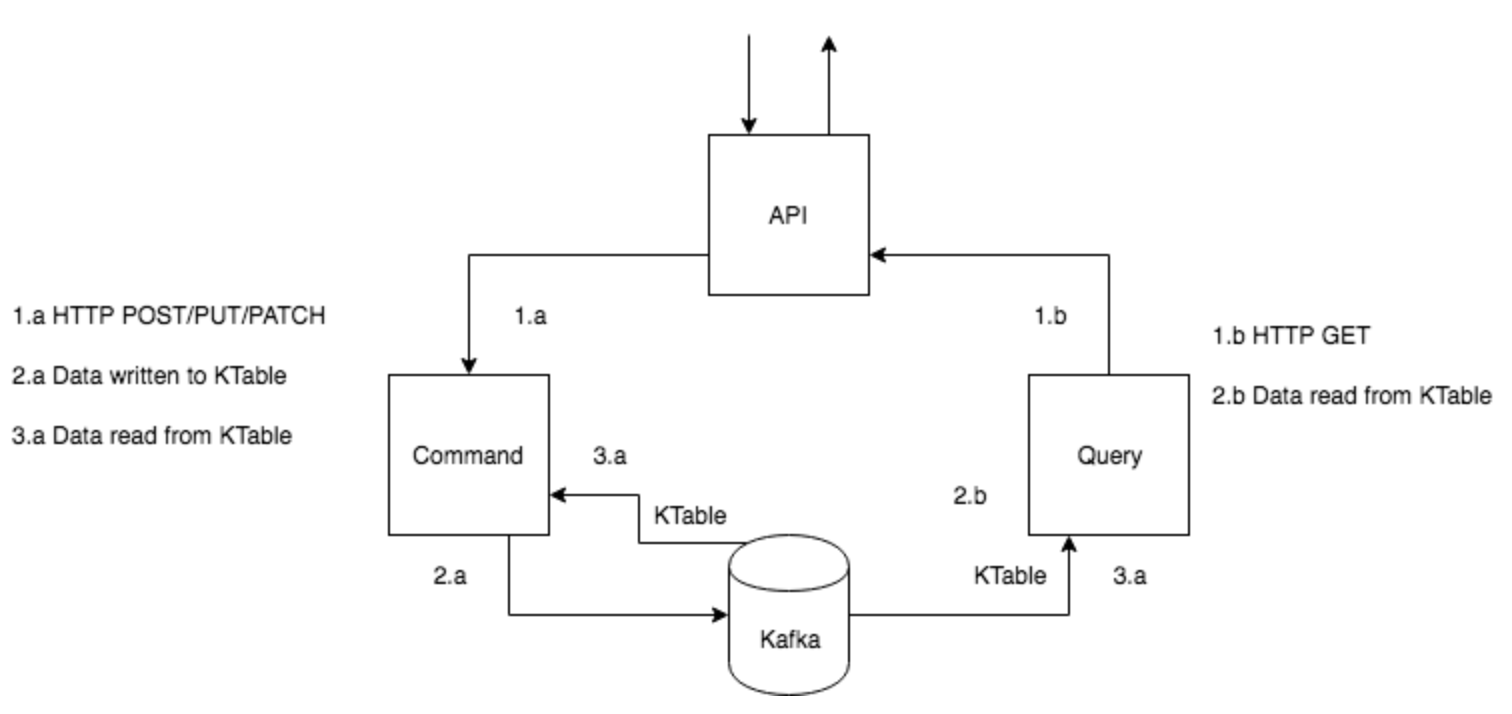 API
1.a HTTP POST/PUT/PATCH
1.a
1.b
1.b HTTP GET
2.a Data written to KTable
2.b Data read from KTable
3.a Data read from KTable
Command
3.a
Query
2.b
KTable
2.a
KTable
3.a
Kafka